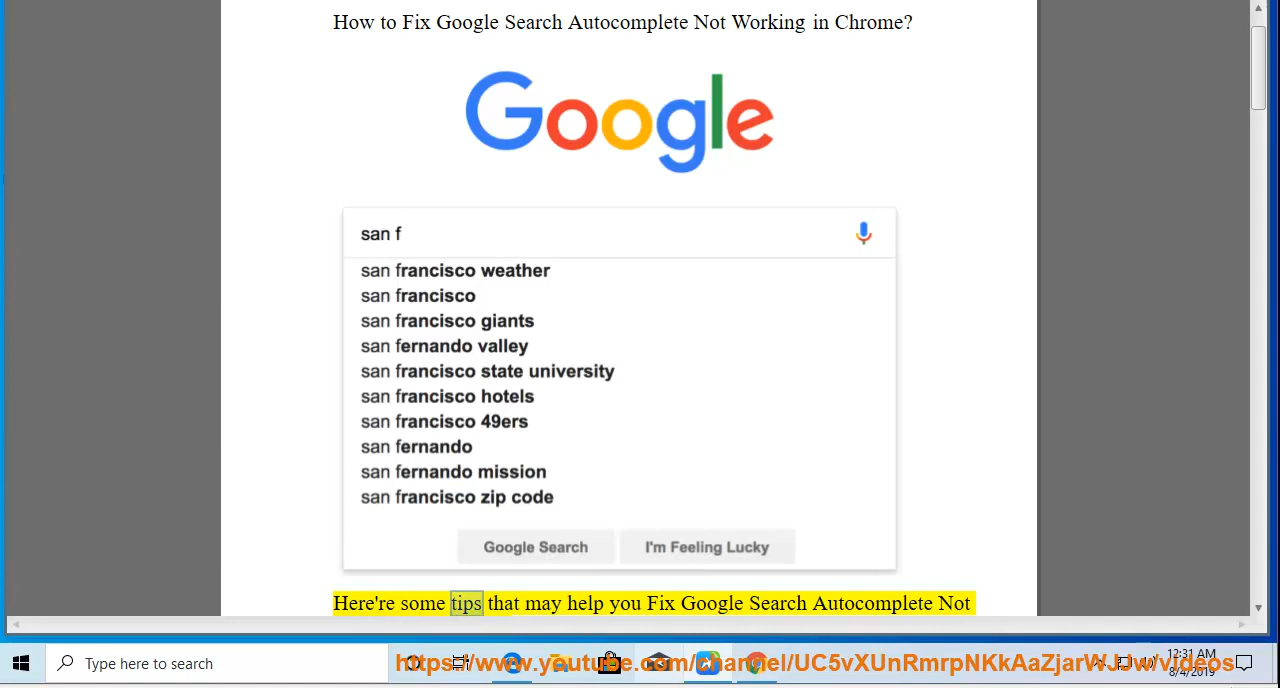 How to Fix Google Search Autocomplete Not Working in Chrome?
Google
san f
san francisco weather
san francisco
san francisco giants
san fernando valley
san francisco state university
san francisco hotels
san francisco 49ers
san fernando
san fernando mission
san francisco zip code
Google Search
I'm Feeling Lucky
Here're some tips that may help you Fix Google Search Autocomplete Not
Type here to search
https://www.youtube.com/channel/UC5vXUnRmrpNKkAaZjarWJJw/videos
12:31 AM
8/4/2019